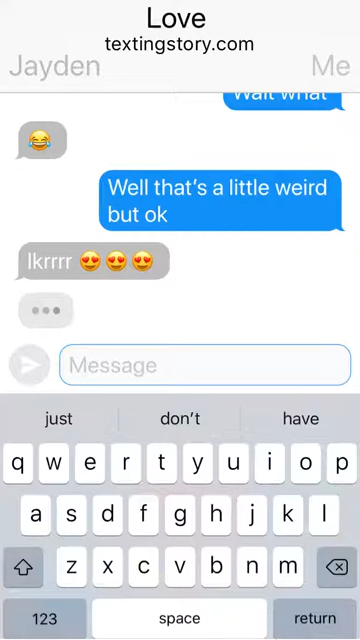 Love
textingstory.com
Jayden
Me
Wait what
😂
Well that's a little weird
but ok
Ikrrrr 😍😍😍
Message
just
don't
have
q w e r t y u i o p
a s d f g h j k l
z x c v b n m
123
space
return